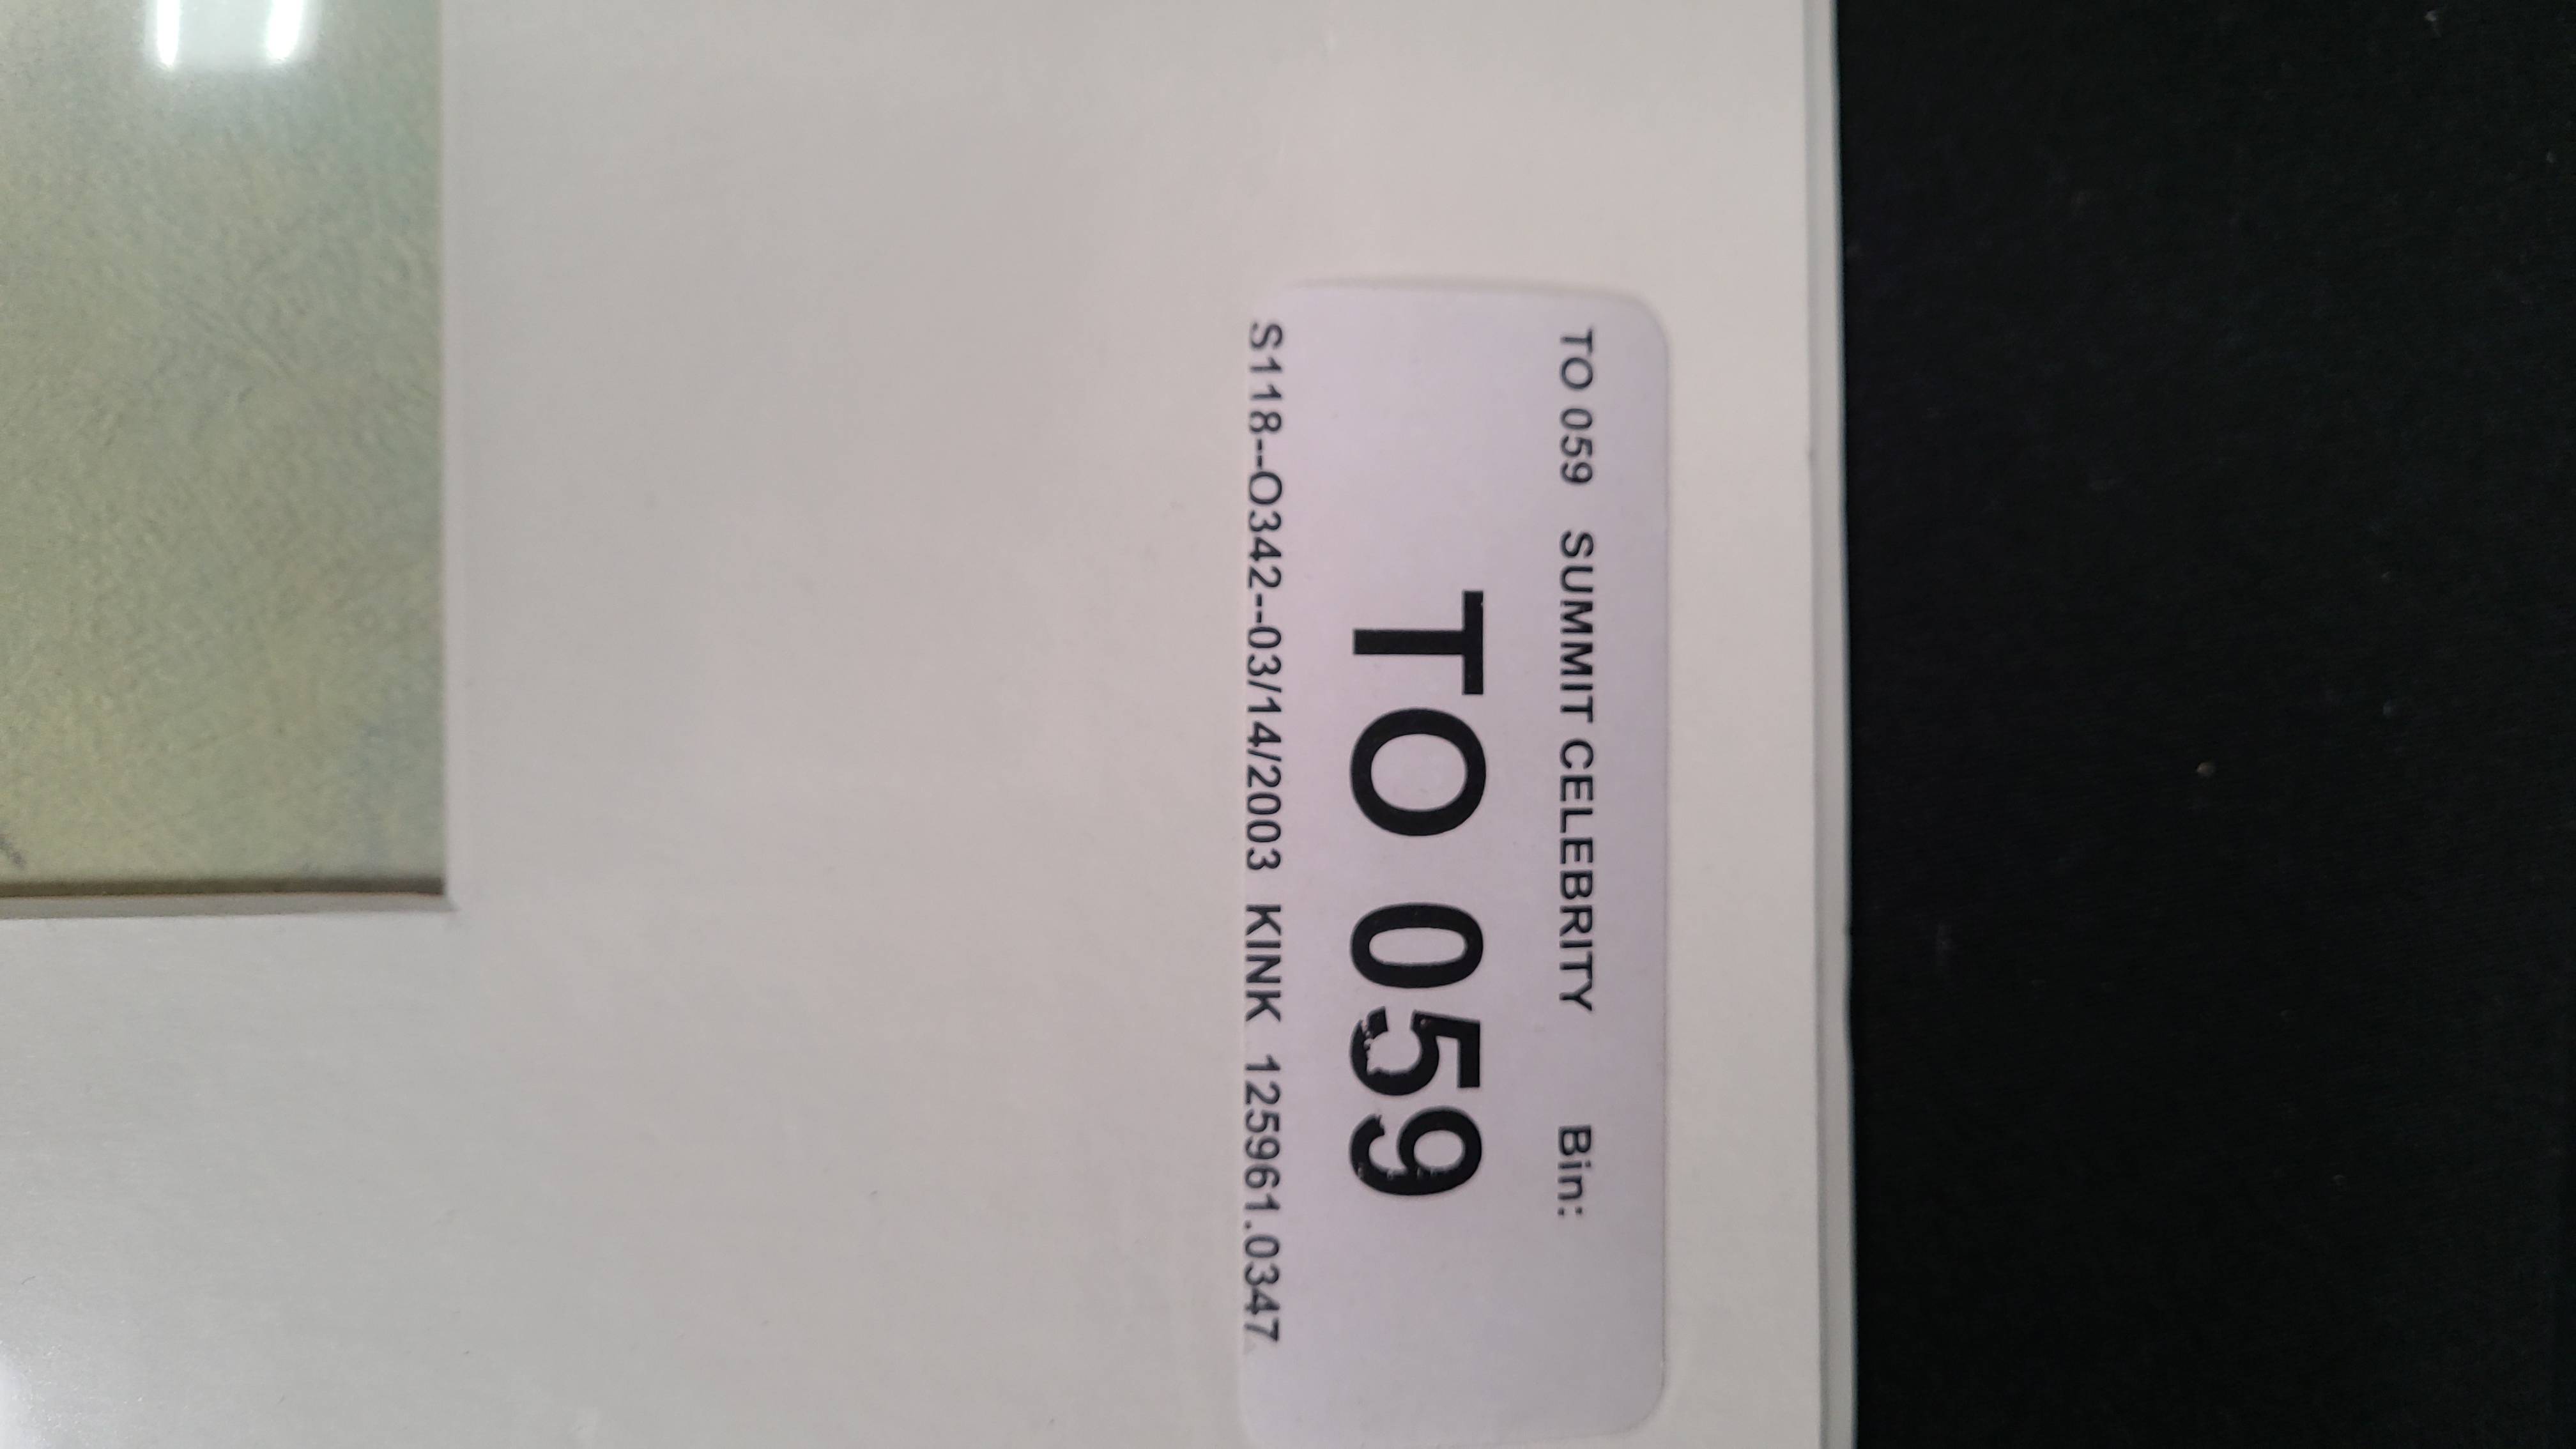 TO 059 SUMMIT CELEBRITY Bin:
TO 059
S118--O342--03/14/2003 KINK 125961.0347